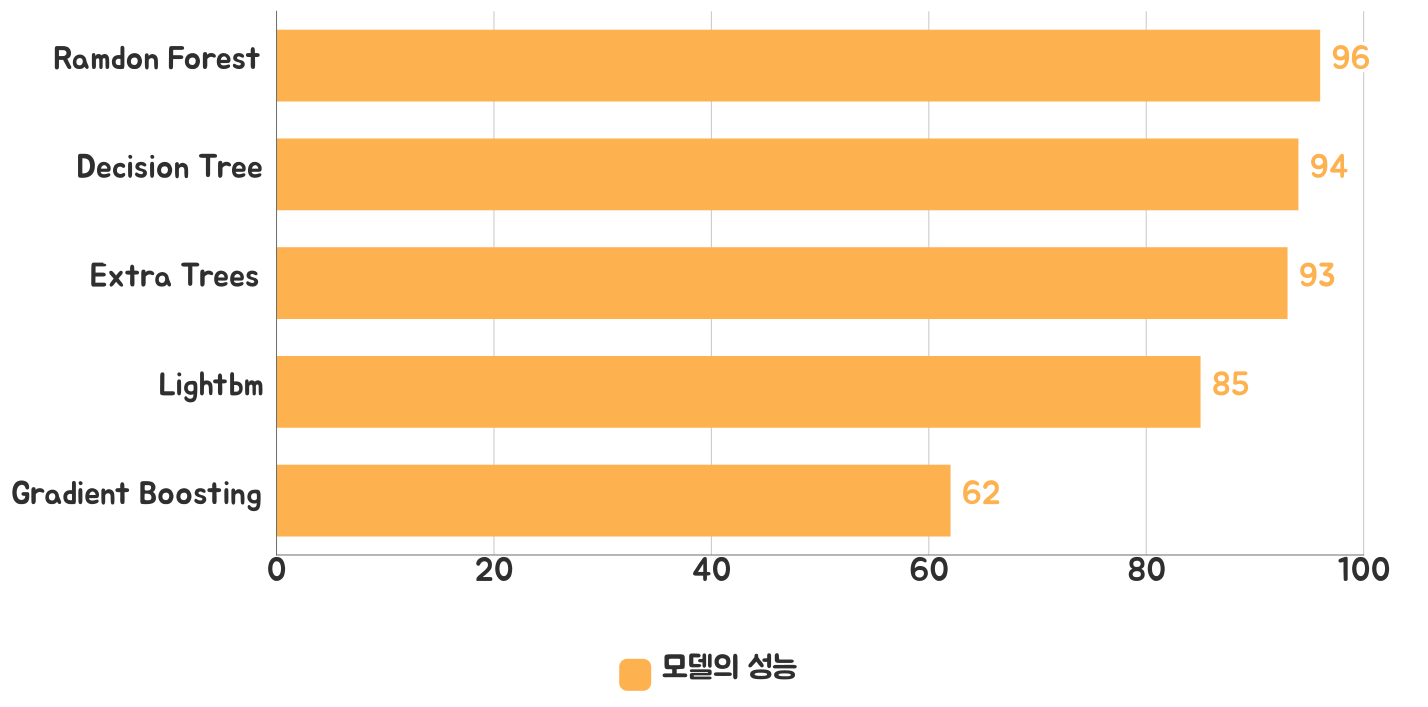 Ramdon Forest 96
Decision Tree 94
Extra Trees 93
Lightbm 85
Gradient Boosting 62
0 20 40 60 80 100
모델의 성능